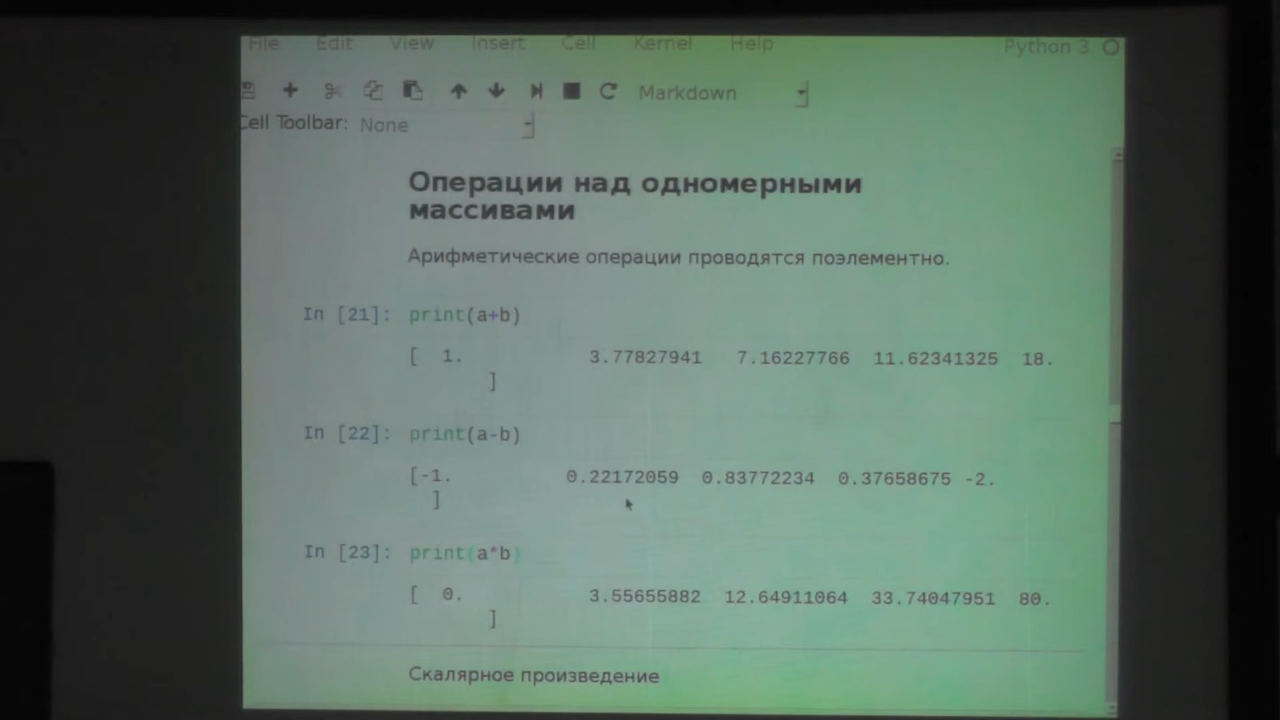 File Edit View Insert Cell Kernel Help Python 3
Markdown
Cell Toolbar: None
Операции над одномерными
массивами
Арифметические операции проводятся поэлементно.
In [21]: print(a+b)
[ 1. 3.77827941 7.16227766 11.62341325 18.
]
In [22]: print(a-b)
[-1. 0.22172059 0.83772234 0.37658675 -2.
]
In [23]: print(a*b)
[ 0. 3.55655882 12.64911064 33.74047951 80.
]
Скалярное произведение